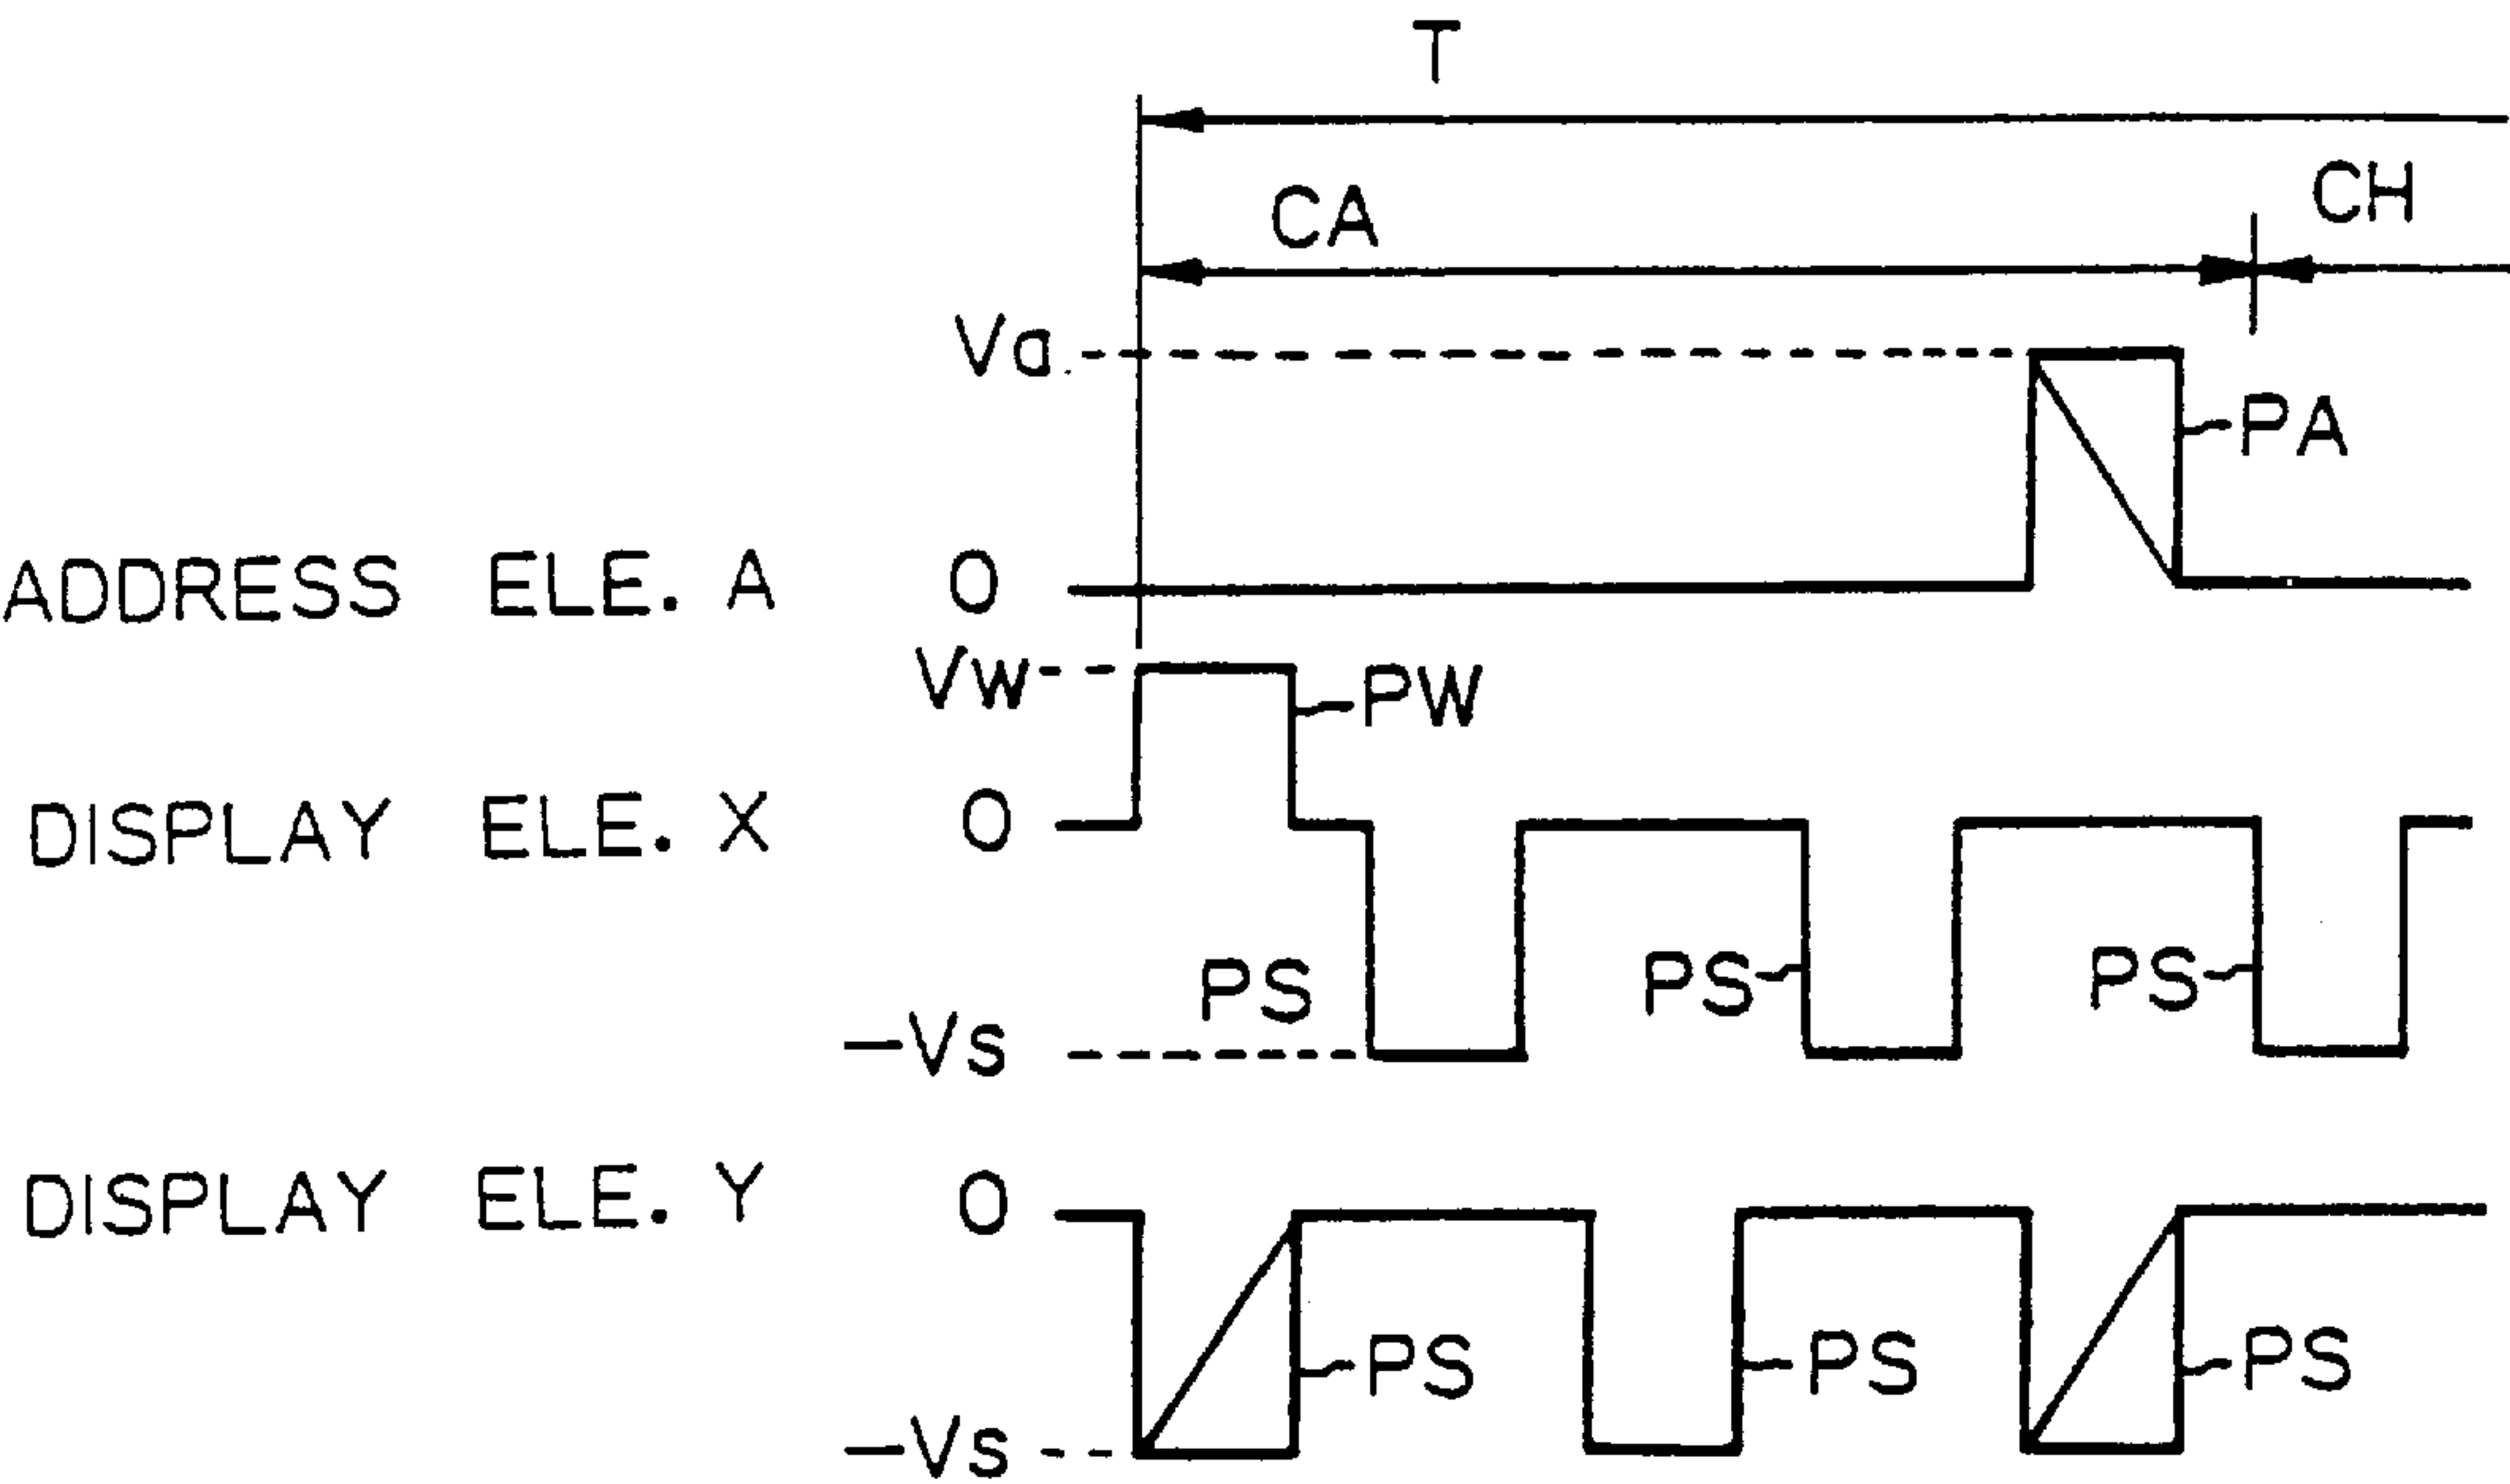 T
CA
CH
Va
PA
ADDRESS ELE. A 0
Vw
PW
DISPLAY ELE. X 0
PS
PS
PS
-Vs
DISPLAY ELE. Y 0
PS
PS
PS
-Vs